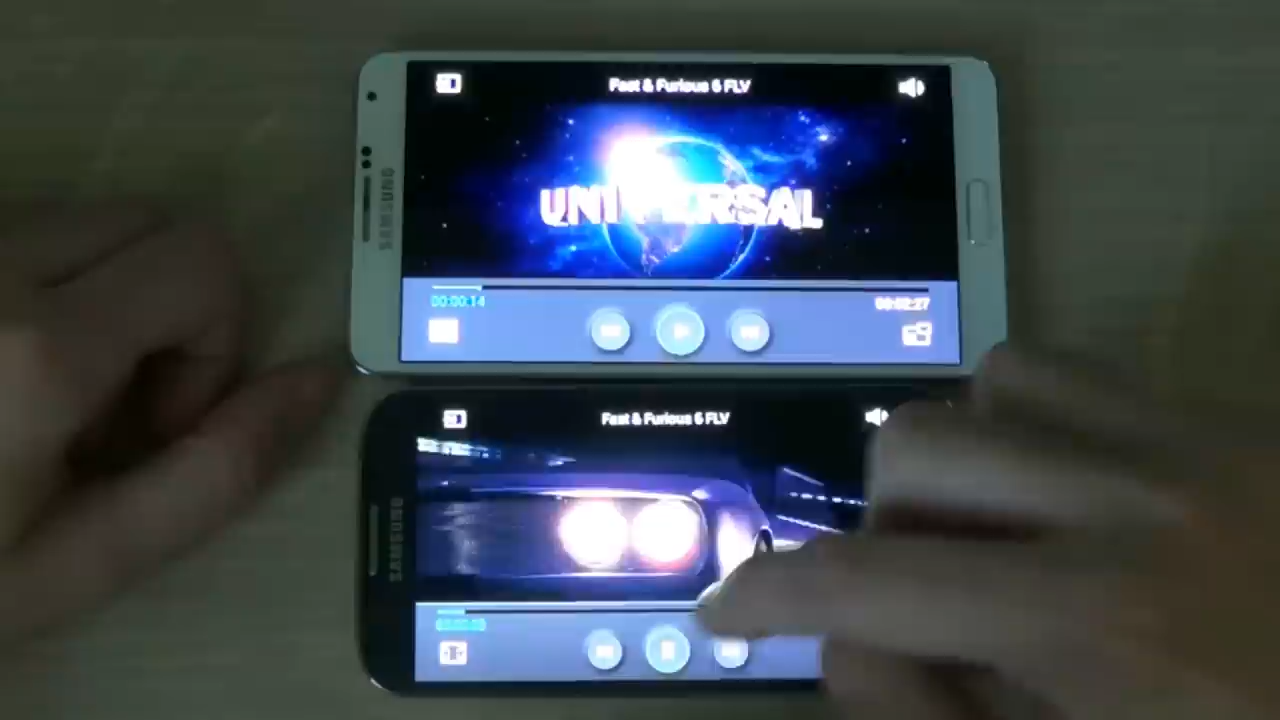 Fast & Furious 6 FLV
UNIVERSAL
00:00:14
00:02:27
SAMSUNG
Fast & Furious 6 FLV
SAMSUNG